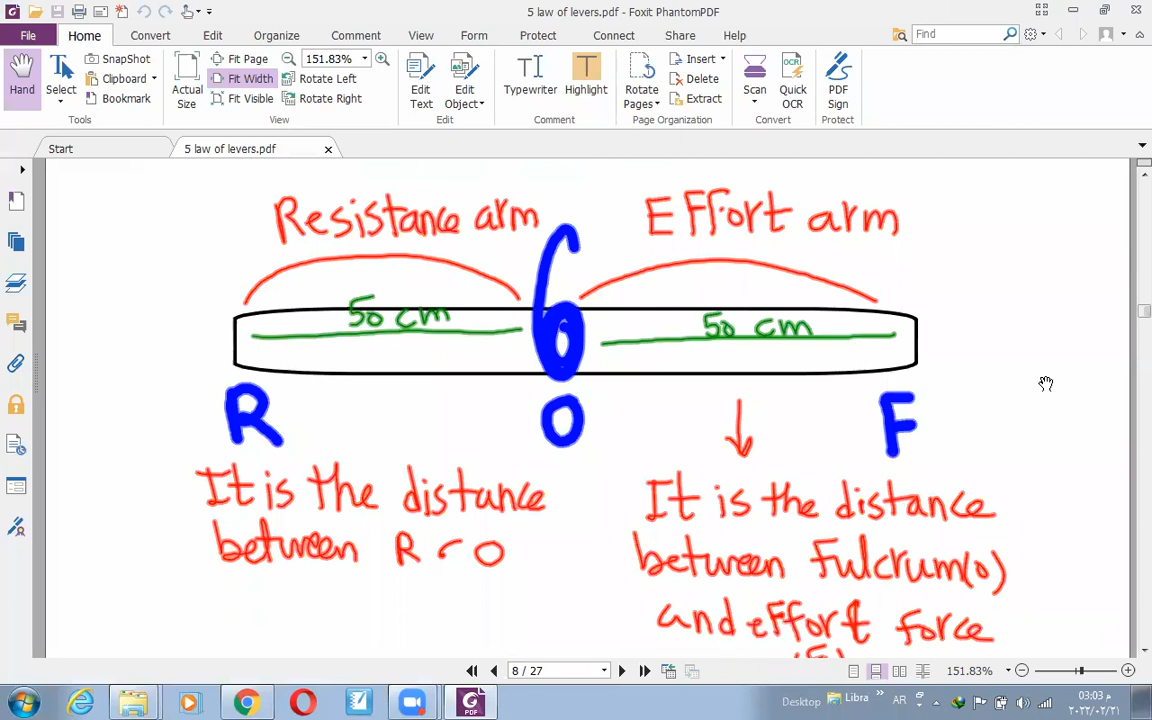 5 law of levers.pdf - Foxit PhantomPDF
File Home Convert Edit Organize Comment View Form Protect Connect Share Help Find
Hand
Select
SnapShot
Clipboard
Bookmark
Tools
Actual Size
Fit Page
Fit Width
Fit Visible
151.83%
Rotate Left
Rotate Right
View
Edit Text
Edit Object
Edit
Typewriter
Highlight
Comment
Rotate Pages
Insert
Delete
Extract
Page Organization
Scan
Quick OCR
Convert
PDF Sign
Protect
Start 5 law of levers.pdf
Resistance arm Effort arm
50 cm 50 cm
R O F
It is the distance
between R و O
It is the distance
between Fulcrum(o)
and effort force
(F)
8 / 27 151.83%
Desktop Libra AR 03:03 م
٢٠٢٢/٠٢/٢١
PDF